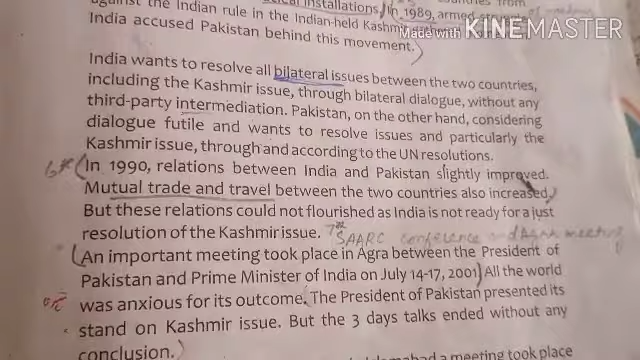 against the Indian rule in the Indian-held Kashm
installations. In 1989, arme
India accused Pakistan behind this movement.)
Made with KINEMASTER
India wants to resolve all bilateral issues between the two countries,
including the Kashmir issue, through bilateral dialogue, without any
third-party intermediation. Pakistan, on the other hand, considering
dialogue futile and wants to resolve issues and particularly the
Kashmir issue, through and according to the UN resolutions.
(In 1990, relations between India and Pakistan slightly improved.
Mutual trade and travel between the two countries also increased)
But these relations could not flourished as India is not ready for a just
resolution of the Kashmir issue. SAARC conference and Agra meeting
(An important meeting took place in Agra between the President of
Pakistan and Prime Minister of India on July 14-17, 2001) All the world
was anxious for its outcome. The President of Pakistan presented its
stand on Kashmir issue. But the 3 days talks ended without any
conclusion.)
a meeting took place